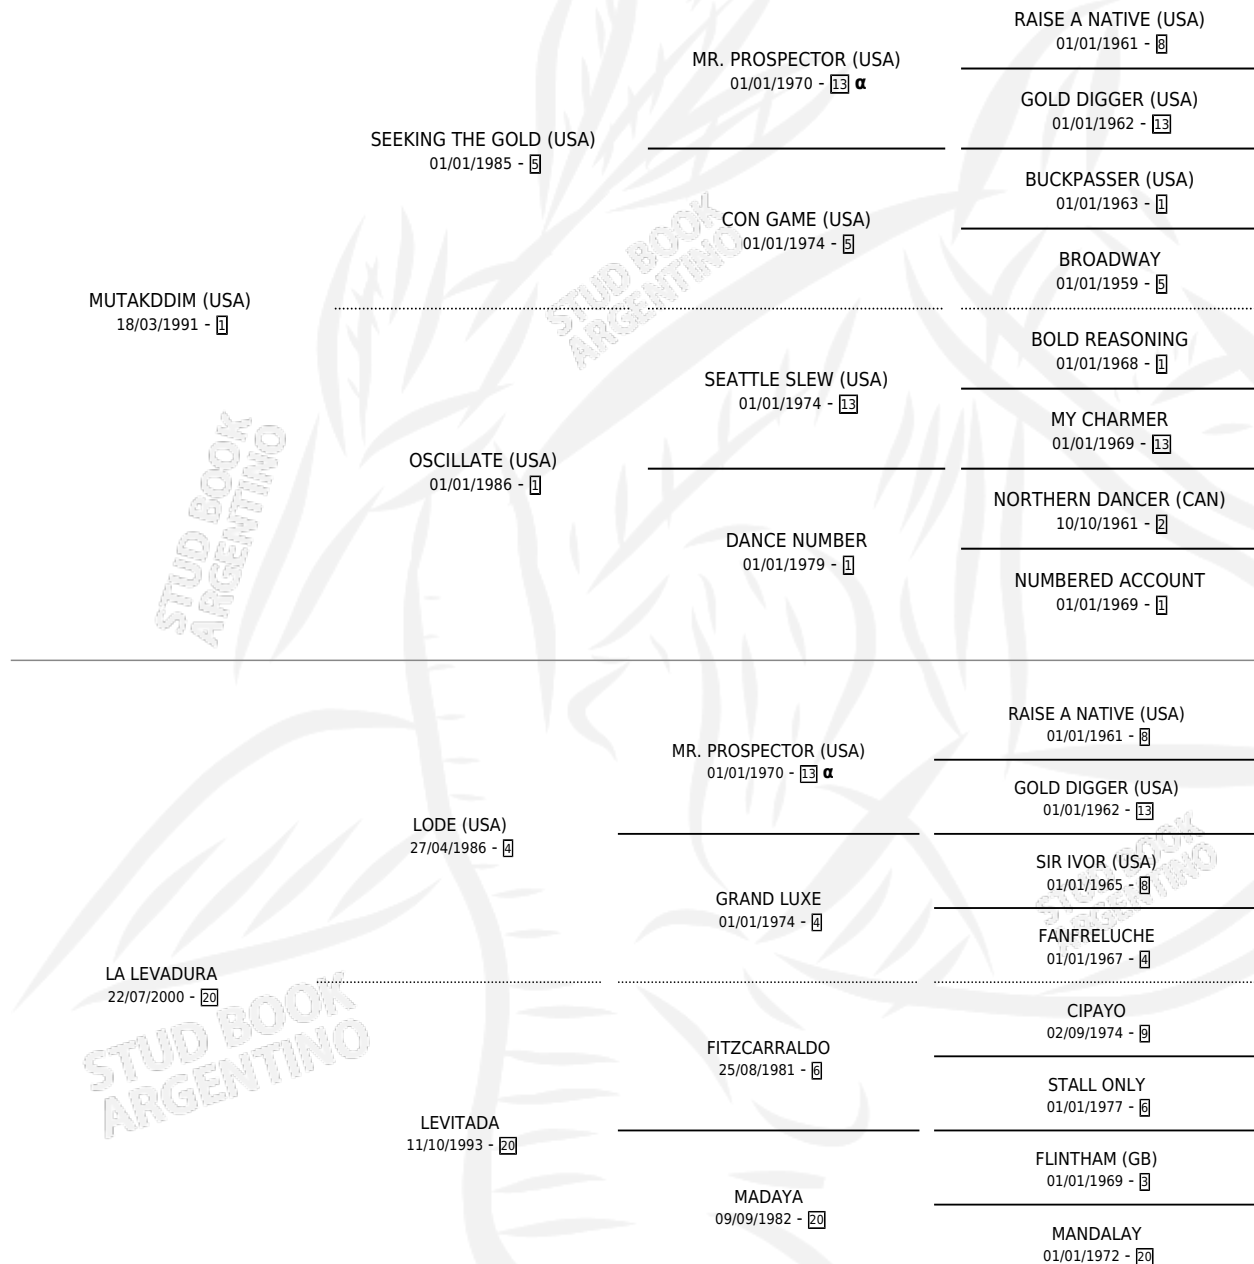 RAISE A NATIVE (USA)
01/01/1961 - 8
MR. PROSPECTOR (USA)
01/01/1970 - 13 α
GOLD DIGGER (USA)
01/01/1962 - 13
SEEKING THE GOLD (USA)
01/01/1985 - 5
BUCKPASSER (USA)
01/01/1963 - 1
CON GAME (USA)
01/01/1974 - 5
BROADWAY
01/01/1959 - 5
MUTAKDDIM (USA)
18/03/1991 - 1
BOLD REASONING
01/01/1968 - 1
SEATTLE SLEW (USA)
01/01/1974 - 13
MY CHARMER
01/01/1969 - 13
OSCILLATE (USA)
01/01/1986 - 1
NORTHERN DANCER (CAN)
10/10/1961 - 2
DANCE NUMBER
01/01/1979 - 1
NUMBERED ACCOUNT
01/01/1969 - 1
STUD BOOK
ARGENTINO
STUD BOOK
ARGENTINO
RAISE A NATIVE (USA)
01/01/1961 - 8
MR. PROSPECTOR (USA)
01/01/1970 - 13 α
GOLD DIGGER (USA)
01/01/1962 - 13
LODE (USA)
27/04/1986 - 4
SIR IVOR (USA)
01/01/1965 - 8
GRAND LUXE
01/01/1974 - 4
FANFRELUCHE
01/01/1967 - 4
LA LEVADURA
22/07/2000 - 20
CIPAYO
02/09/1974 - 9
FITZCARRALDO
25/08/1981 - 6
STALL ONLY
01/01/1977 - 6
LEVITADA
11/10/1993 - 20
FLINTHAM (GB)
01/01/1969 - 3
MADAYA
09/09/1982 - 20
MANDALAY
01/01/1972 - 20
STUD BOOK
ARGENTINO
STUD BOOK
ARGENTINO